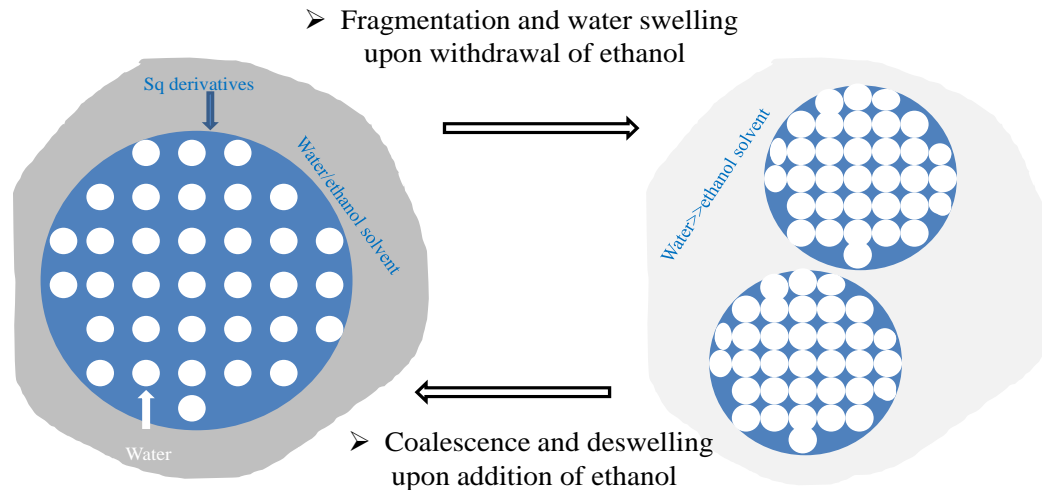 ➢ Fragmentation and water swelling
upon withdrawal of ethanol
Sq derivatives
Water/ethanol solvent
Water>>ethanol solvent
Water
➢ Coalescence and deswelling
upon addition of ethanol